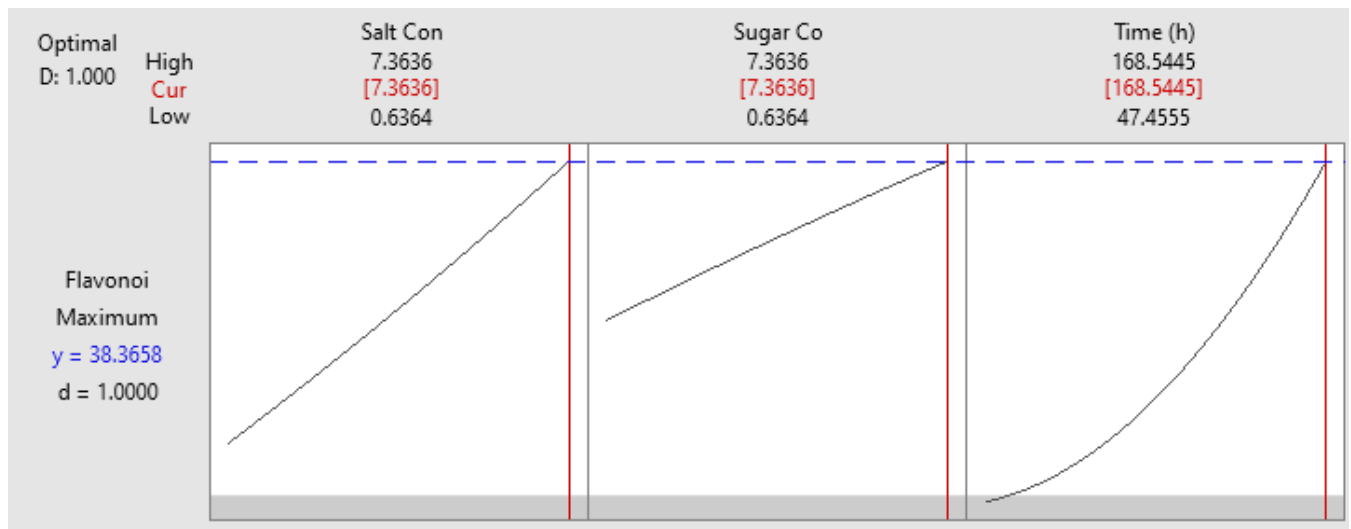 Optimal
D: 1.000
High
Cur
Low
Salt Con
7.3636
[7.3636]
0.6364
Sugar Co
7.3636
[7.3636]
0.6364
Time (h)
168.5445
[168.5445]
47.4555
Flavonoi
Maximum
y = 38.3658
d = 1.0000